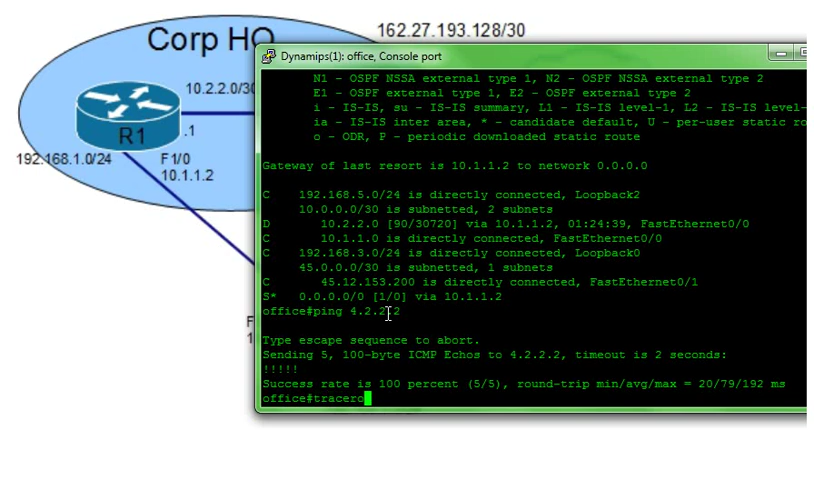 Corp HQ
162.27.193.128/30
10.2.2.0/30
R1
.1
192.168.1.0/24
F1/0
10.1.1.2
F
1
Dynamips(1): office, Console port
N1 - OSPF NSSA external type 1, N2 - OSPF NSSA external type 2
E1 - OSPF external type 1, E2 - OSPF external type 2
i - IS-IS, su - IS-IS summary, L1 - IS-IS level-1, L2 - IS-IS level-
ia - IS-IS inter area, * - candidate default, U - per-user static ro
o - ODR, P - periodic downloaded static route
Gateway of last resort is 10.1.1.2 to network 0.0.0.0
C    192.168.5.0/24 is directly connected, Loopback2
10.0.0.0/30 is subnetted, 2 subnets
D       10.2.2.0 [90/30720] via 10.1.1.2, 01:24:39, FastEthernet0/0
C       10.1.1.0 is directly connected, FastEthernet0/0
C    192.168.3.0/24 is directly connected, Loopback0
45.0.0.0/30 is subnetted, 1 subnets
C       45.12.153.200 is directly connected, FastEthernet0/1
S*   0.0.0.0/0 [1/0] via 10.1.1.2
office#ping 4.2.2.2
Type escape sequence to abort.
Sending 5, 100-byte ICMP Echos to 4.2.2.2, timeout is 2 seconds:
!!!!!
Success rate is 100 percent (5/5), round-trip min/avg/max = 20/79/192 ms
office#tracero